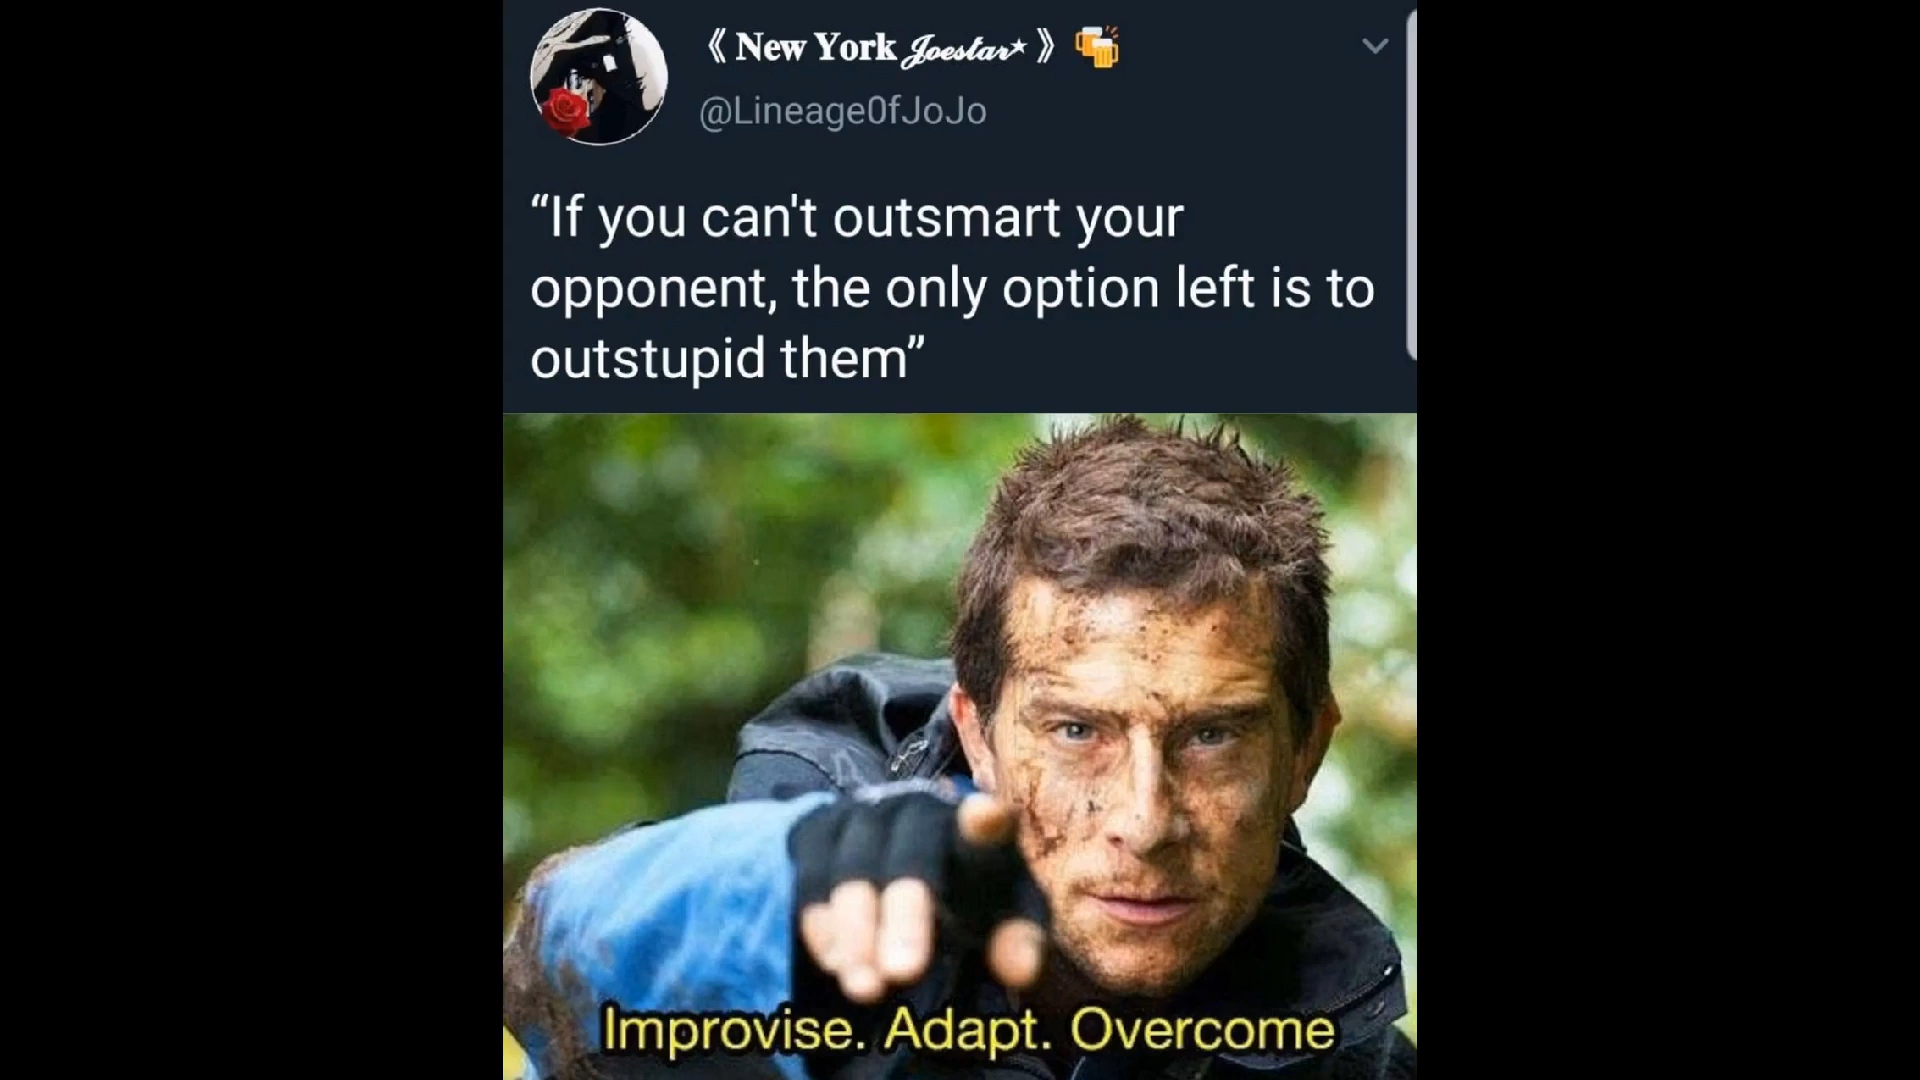 《 New York Joestar★ 》 🍻
@Lineage0fJoJo
“If you can't outsmart your
opponent, the only option left is to
outstupid them”
Improvise. Adapt. Overcome